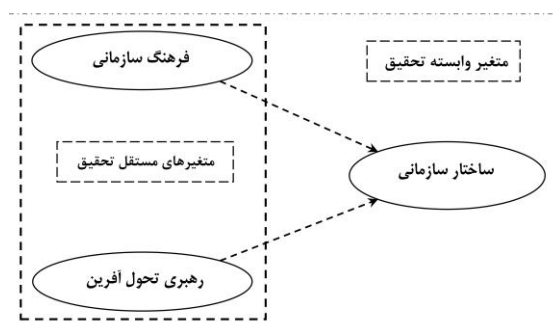 فرهنگ سازمانی
متغیر وابسته تحقیق
متغیرهای مستقل تحقیق
ساختار سازمانی
رهبری تحول آفرین